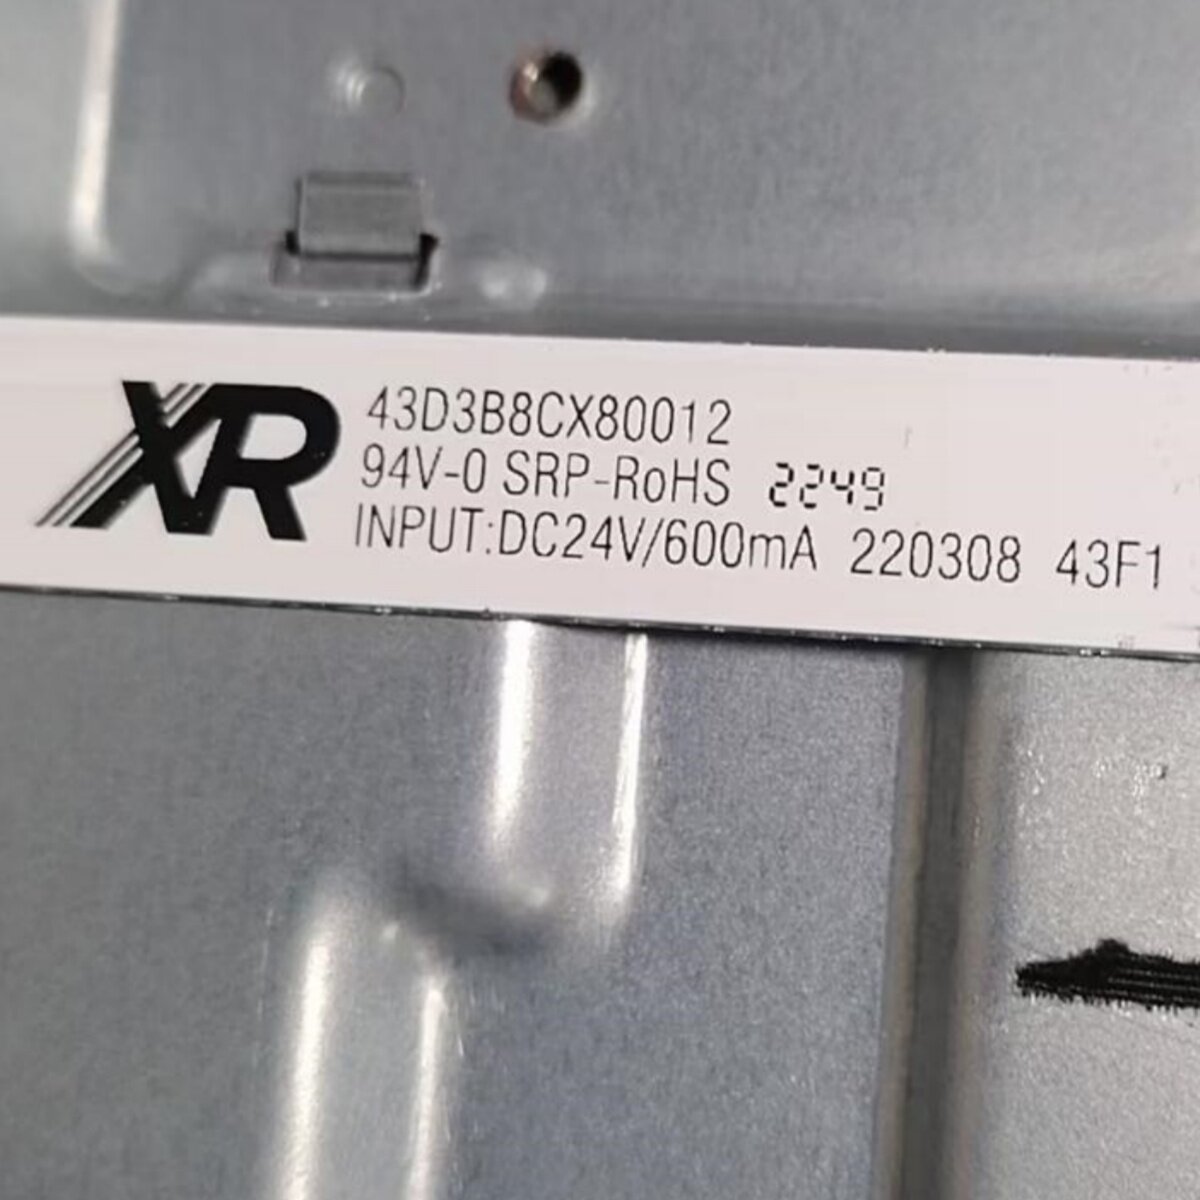 XR
43D3B8CX80012
94V-0 SRP-RoHS 2249
INPUT:DC24V/600mA 220308 43F1